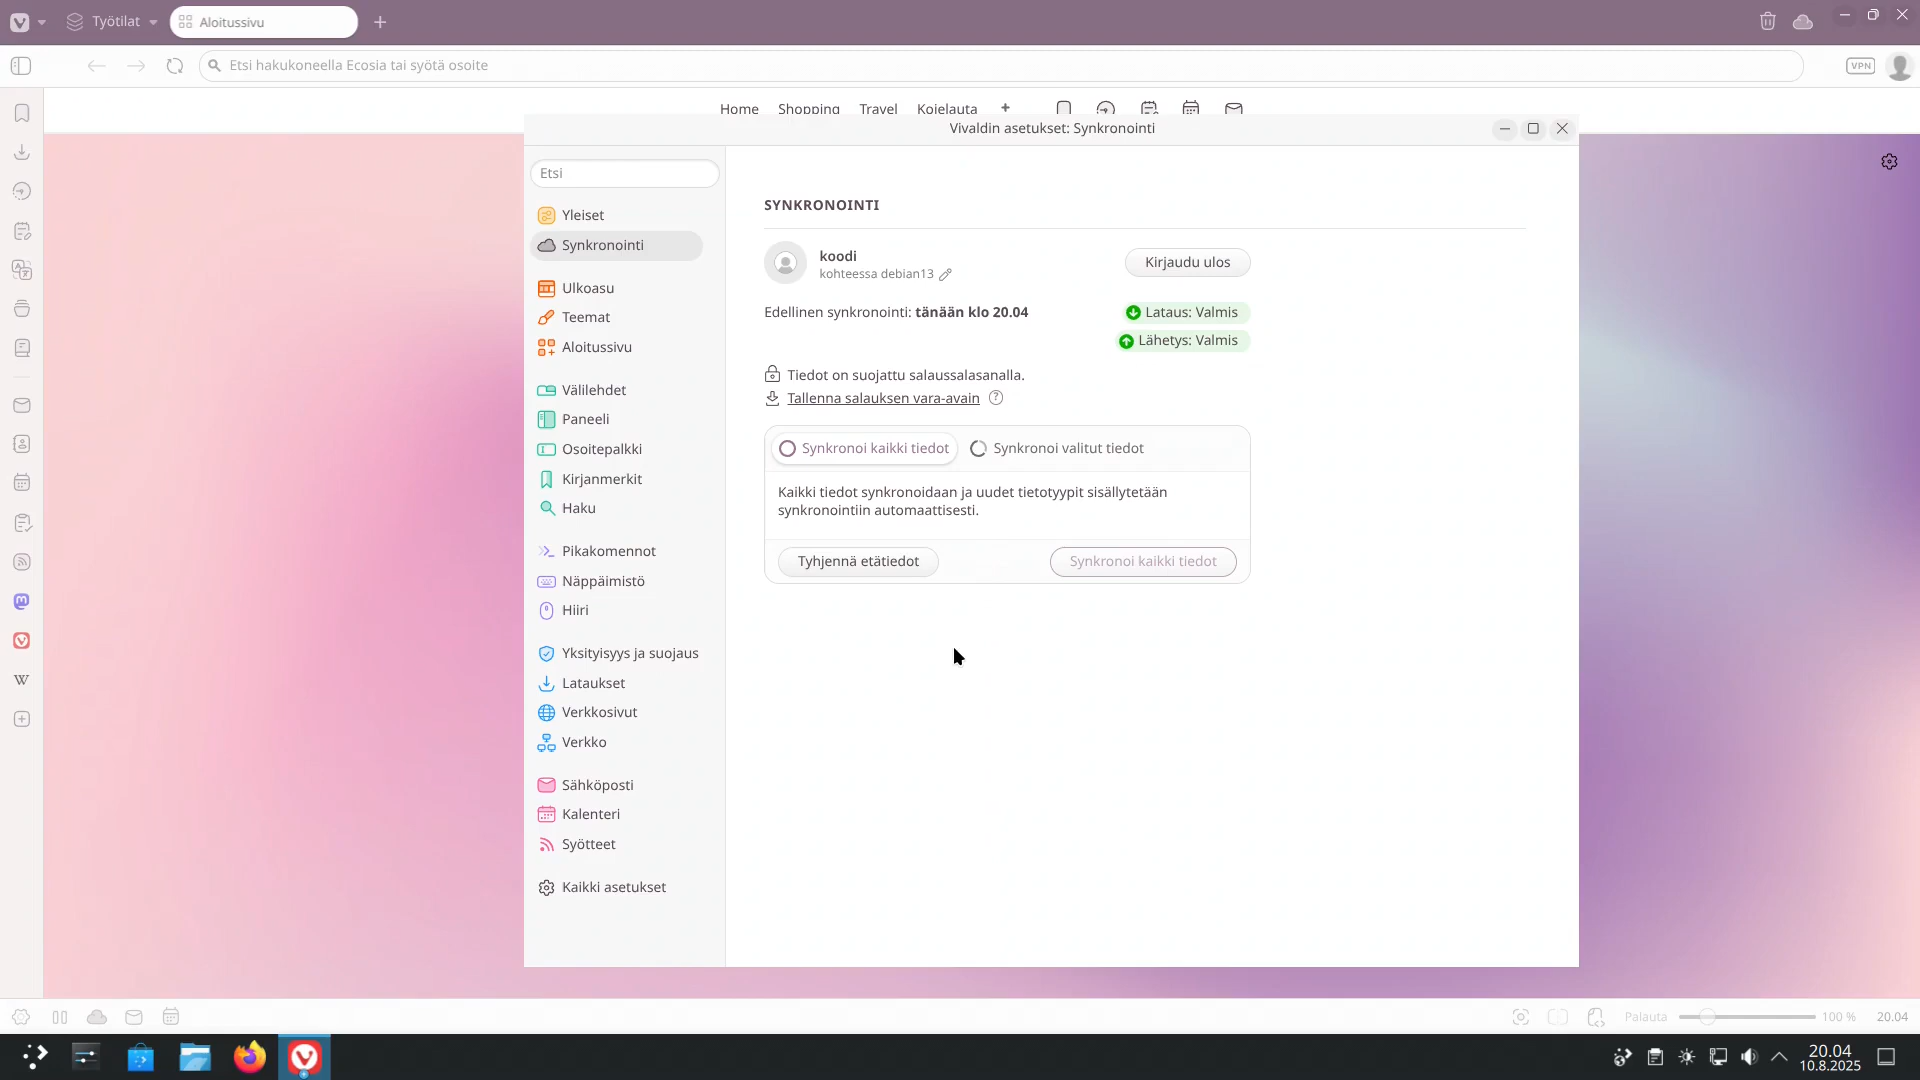 Työtilat
Aloitussivu
Etsi hakukoneella Ecosia tai syötä osoite
VPN
Home Shopping Travel Kojelauta
Vivaldin asetukset: Synkronointi
Etsi
Yleiset
Synkronointi
Ulkoasu
Teemat
Aloitussivu
Välilehdet
Paneeli
Osoitepalkki
Kirjanmerkit
Haku
Pikakomennot
Näppäimistö
Hiiri
Yksityisyys ja suojaus
Lataukset
Verkkosivut
Verkko
Sähköposti
Kalenteri
Syötteet
Kaikki asetukset
SYNKRONOINTI
koodi
kohteessa debian13
Kirjaudu ulos
Edellinen synkronointi: tänään klo 20.04
Lataus: Valmis
Lähetys: Valmis
Tiedot on suojattu salaussalasanalla.
Tallenna salauksen vara-avain ?
Synkronoi kaikki tiedot
Synkronoi valitut tiedot
Kaikki tiedot synkronoidaan ja uudet tietotyypit sisällytetään
synkronointiin automaattisesti.
Tyhjennä etätiedot
Synkronoi kaikki tiedot
W
Palauta
100 %
20.04
20.04
10.8.2025